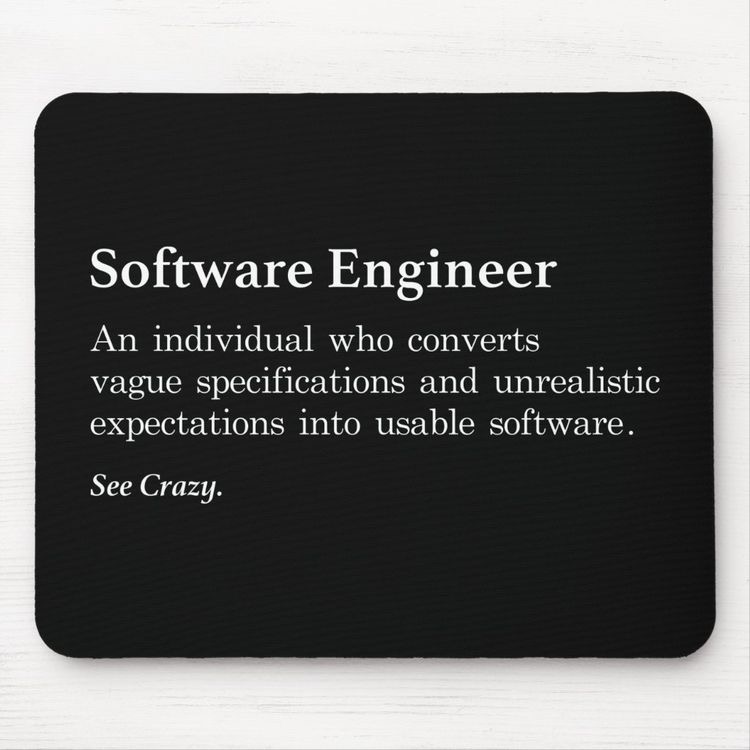 Software Engineer
An individual who converts
vague specifications and unrealistic
expectations into usable software.
See Crazy.